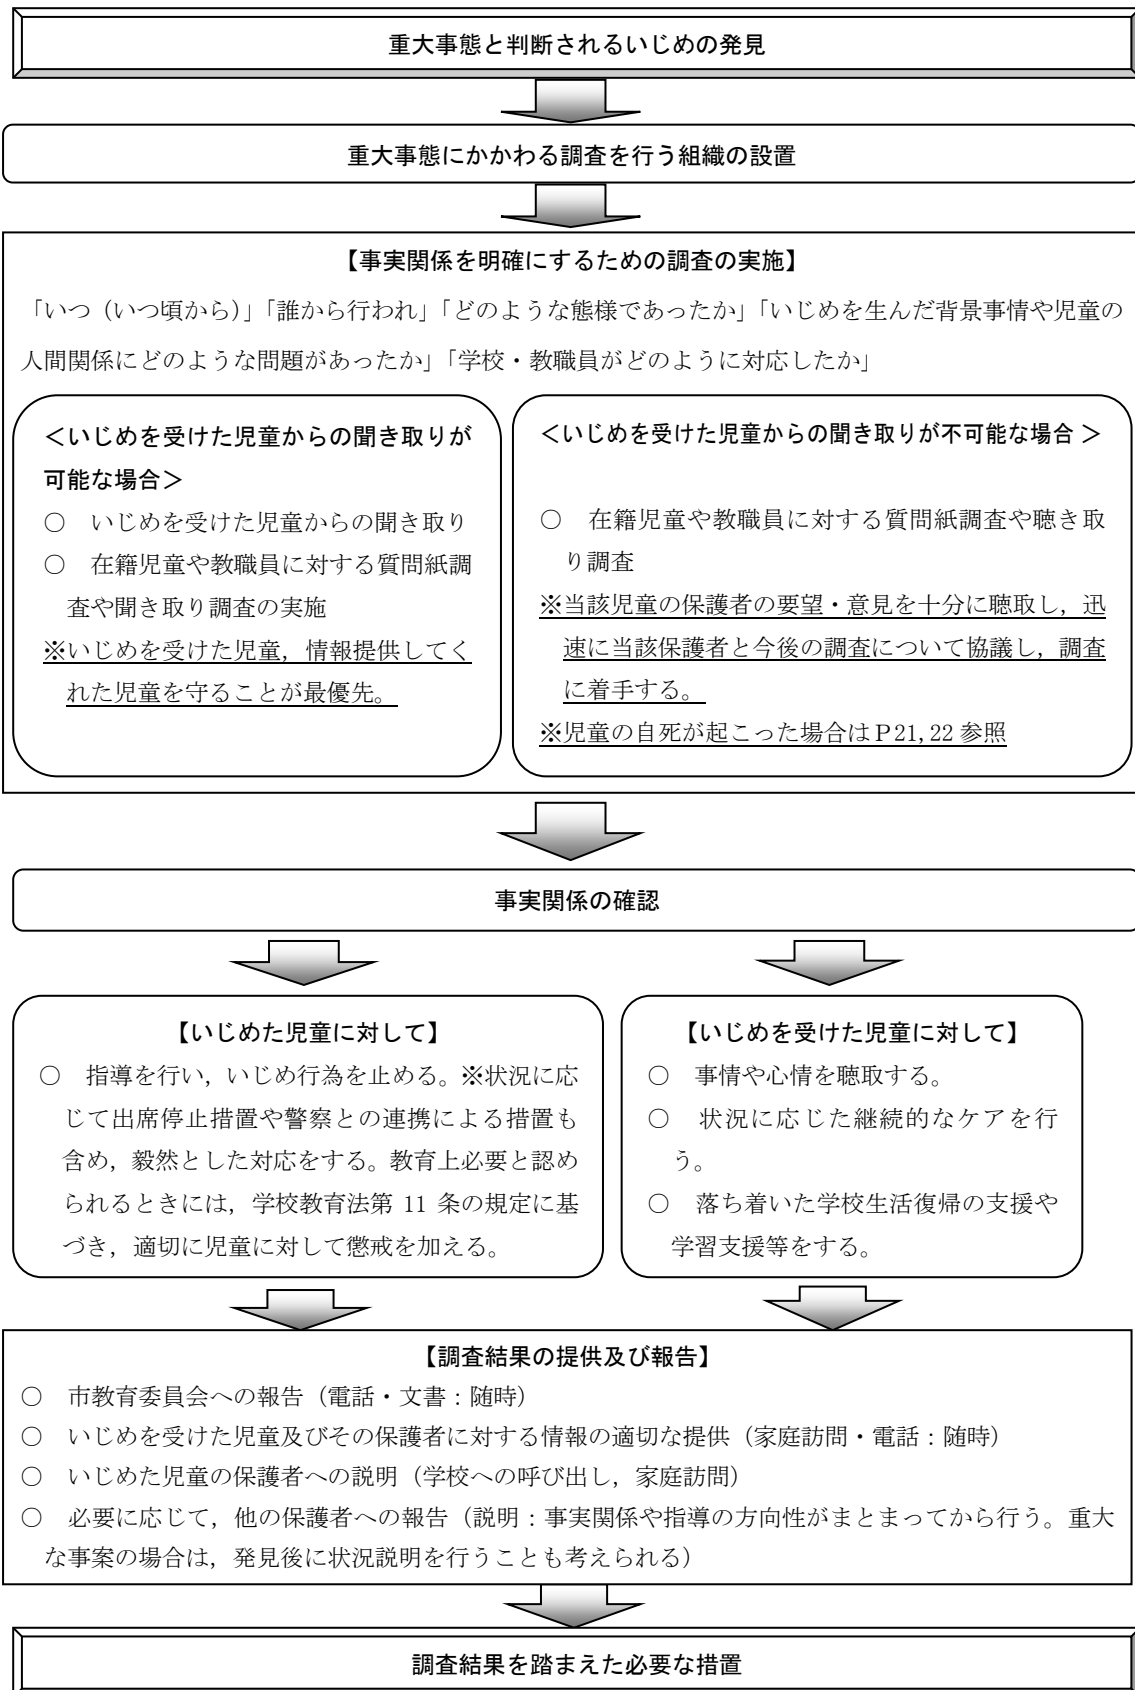 重大事態と判断されるいじめの発見
重大事態にかかわる調査を行う組織の設置
【事実関係を明確にするための調査の実施】
「いつ（いつ頃から）」「誰から行われ」「どのような態様であったか」「いじめを生んだ背景事情や児童の
人間関係にどのような問題があったか」「学校・教職員がどのように対応したか」
＜いじめを受けた児童からの聞き取りが
可能な場合＞
○　いじめを受けた児童からの聞き取り
○　在籍児童や教職員に対する質問紙調
査や聞き取り調査の実施
※いじめを受けた児童，情報提供してく
れた児童を守ることが最優先。
＜いじめを受けた児童からの聞き取りが不可能な場合 ＞
○　在籍児童や教職員に対する質問紙調査や聴き取
り調査
※当該児童の保護者の要望・意見を十分に聴取し，迅
速に当該保護者と今後の調査について協議し，調査
に着手する。
※児童の自死が起こった場合はＰ21,22 参照
事実関係の確認
【いじめた児童に対して】
○　指導を行い，いじめ行為を止める。※状況に応
じて出席停止措置や警察との連携による措置も
含め，毅然とした対応をする。教育上必要と認め
られるときには，学校教育法第 11 条の規定に基
づき，適切に児童に対して懲戒を加える。
【いじめを受けた児童に対して】
○　事情や心情を聴取する。
○　状況に応じた継続的なケアを行
う。
○　落ち着いた学校生活復帰の支援や
学習支援等をする。
【調査結果の提供及び報告】
○　市教育委員会への報告（電話・文書：随時）
○　いじめを受けた児童及びその保護者に対する情報の適切な提供（家庭訪問・電話：随時）
○　いじめた児童の保護者への説明（学校への呼び出し，家庭訪問）
○　必要に応じて，他の保護者への報告（説明：事実関係や指導の方向性がまとまってから行う。重大
な事案の場合は，発見後に状況説明を行うことも考えられる）
調査結果を踏まえた必要な措置